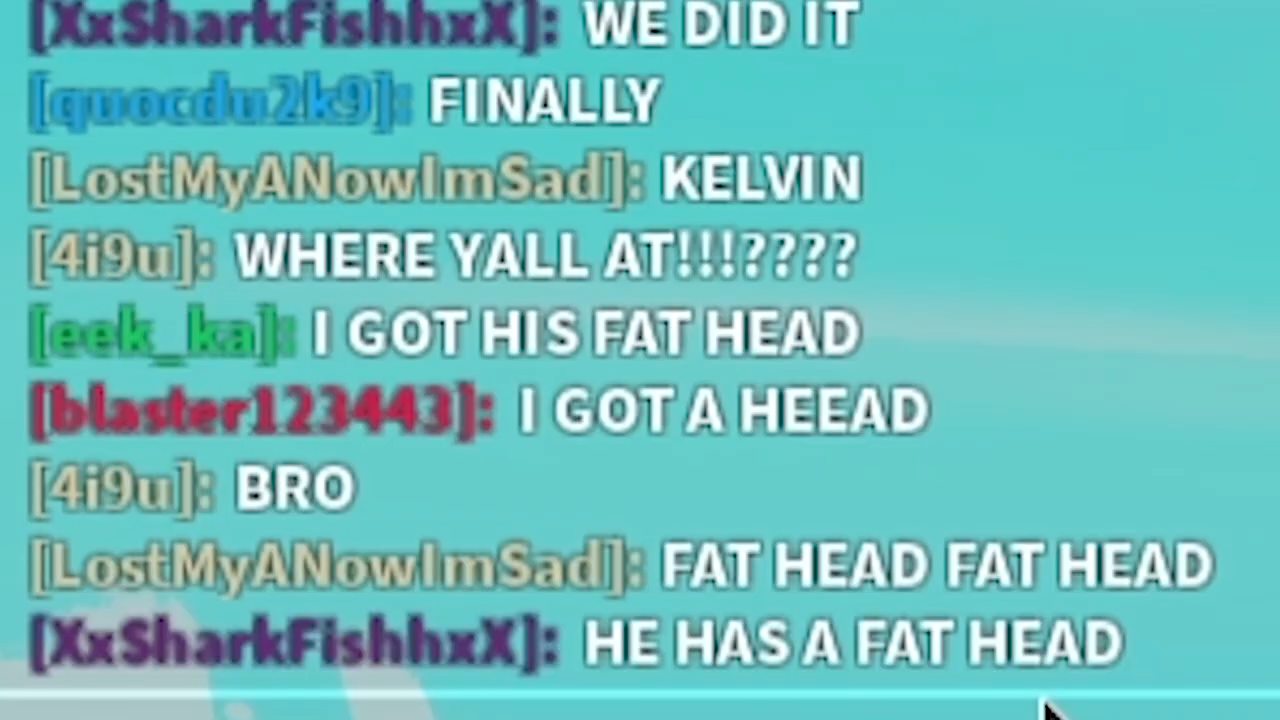 [XxSharkFishhxX]: WE DID IT
[quocdu2k9]: FINALLY
[LostMyANowImSad]: KELVIN
[4i9u]: WHERE YALL AT!!!????
[eek_ka]: I GOT HIS FAT HEAD
[blaster123443]: I GOT A HEEAD
[4i9u]: BRO
[LostMyANowImSad]: FAT HEAD FAT HEAD
[XxSharkFishhxX]: HE HAS A FAT HEAD